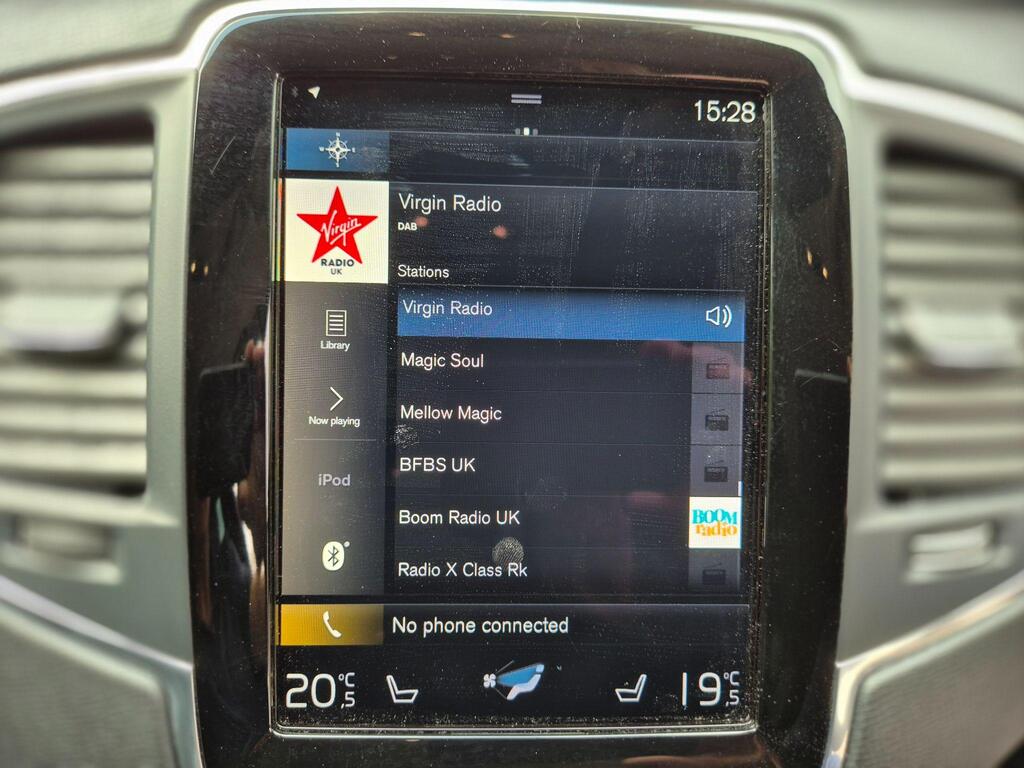 15:28
Virgin
RADIO
UK
Virgin Radio
DAB
Stations
Virgin Radio
Library
Magic Soul
Now playing
Mellow Magic
iPod
BFBS UK
Boom Radio UK
BOOM
radio
Radio X Class Rk
No phone connected
20.5°C
19.5°C